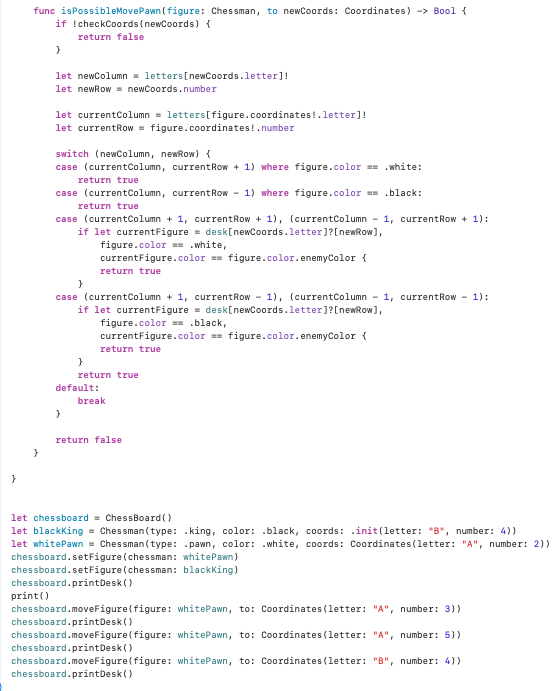 func isPossibleMovePawn(figure: Chessman, to newCoords: Coordinates) -> Bool {
if !checkCoords(newCoords) {
return false
}
let newColumn = letters[newCoords.letter]!
let newRow = newCoords.number
let currentColumn = letters[figure.coordinates!.letter]!
let currentRow = figure.coordinates!.number
switch (newColumn, newRow) {
case (currentColumn, currentRow + 1) where figure.color == .white:
return true
case (currentColumn, currentRow - 1) where figure.color == .black:
return true
case (currentColumn + 1, currentRow + 1), (currentColumn - 1, currentRow + 1):
if let currentFigure = desk[newCoords.letter]?[newRow],
figure.color == .white,
currentFigure.color == figure.color.enemyColor {
return true
}
case (currentColumn + 1, currentRow - 1), (currentColumn - 1, currentRow - 1):
if let currentFigure = desk[newCoords.letter]?[newRow],
figure.color == .black,
currentFigure.color == figure.color.enemyColor {
return true
}
return true
default:
break
}
return false
}
}
let chessboard = ChessBoard()
let blackKing = Chessman(type: .king, color: .black, coords: .init(letter: "B", number: 4))
let whitePawn = Chessman(type: .pawn, color: .white, coords: Coordinates(letter: "A", number: 2))
chessboard.setFigure(chessman: whitePawn)
chessboard.setFigure(chessman: blackKing)
chessboard.printDesk()
print()
chessboard.moveFigure(figure: whitePawn, to: Coordinates(letter: "A", number: 3))
chessboard.printDesk()
chessboard.moveFigure(figure: whitePawn, to: Coordinates(letter: "A", number: 5))
chessboard.printDesk()
chessboard.moveFigure(figure: whitePawn, to: Coordinates(letter: "B", number: 4))
chessboard.printDesk()